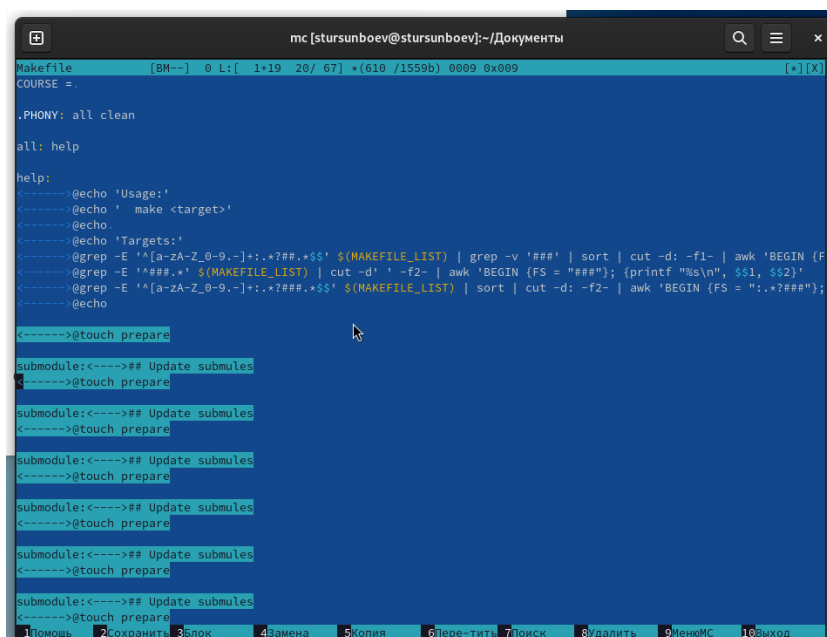 mc [stursunboev@stursunboev]:~/Документы
Makefile [BM--] 0 L:[ 1+19 20/ 67] *(610 /1559b) 0009 0x009 [*][X]
COURSE =.
.PHONY: all clean
all: help
help:
<------>@echo 'Usage:'
<------>@echo '  make <target>'
<------>@echo.
<------>@echo 'Targets:'
<------>@grep -E '^[a-zA-Z_0-9.-]+:.*?##.*$$' $(MAKEFILE_LIST) | grep -v '###' | sort | cut -d: -f1- | awk 'BEGIN {F
<------>@grep -E '^###.*' $(MAKEFILE_LIST) | cut -d' ' -f2- | awk 'BEGIN {FS = "###"}; {printf "%s\n", $$1, $$2}'
<------>@grep -E '^[a-zA-Z_0-9.-]+:.*?###.*$$' $(MAKEFILE_LIST) | sort | cut -d: -f2- | awk 'BEGIN {FS = ":.*?###"};
<------>@echo
<------>@touch prepare
submodule:<---->## Update submules
<------>@touch prepare
submodule:<---->## Update submules
<------>@touch prepare
submodule:<---->## Update submules
<------>@touch prepare
submodule:<---->## Update submules
<------>@touch prepare
submodule:<---->## Update submules
<------>@touch prepare
submodule:<---->## Update submules
<------>@touch prepare
1Помощь 2Сохранить 3Блок 4Замена 5Копия 6Пере~тить 7Поиск 8Удалить 9МенюMC 10Выход